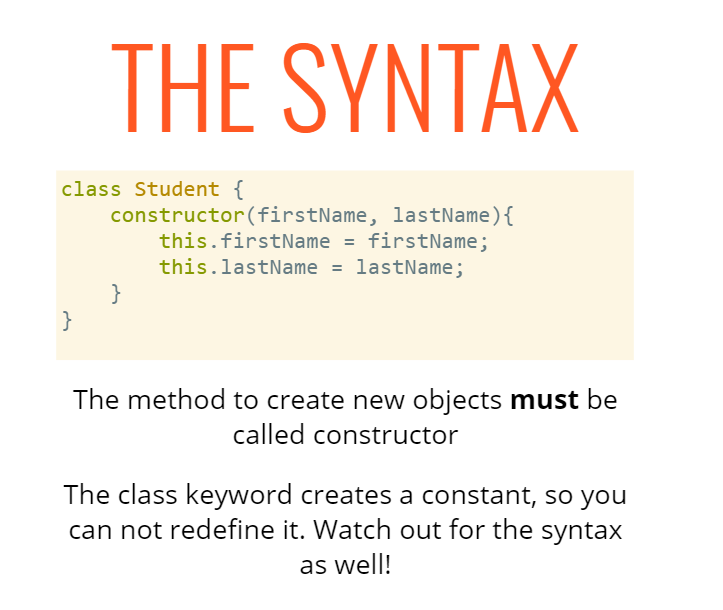 THE SYNTAX
class Student {
    constructor(firstName, lastName){
        this.firstName = firstName;
        this.lastName = lastName;
    }
}
The method to create new objects must be
called constructor
The class keyword creates a constant, so you
can not redefine it. Watch out for the syntax
as well!